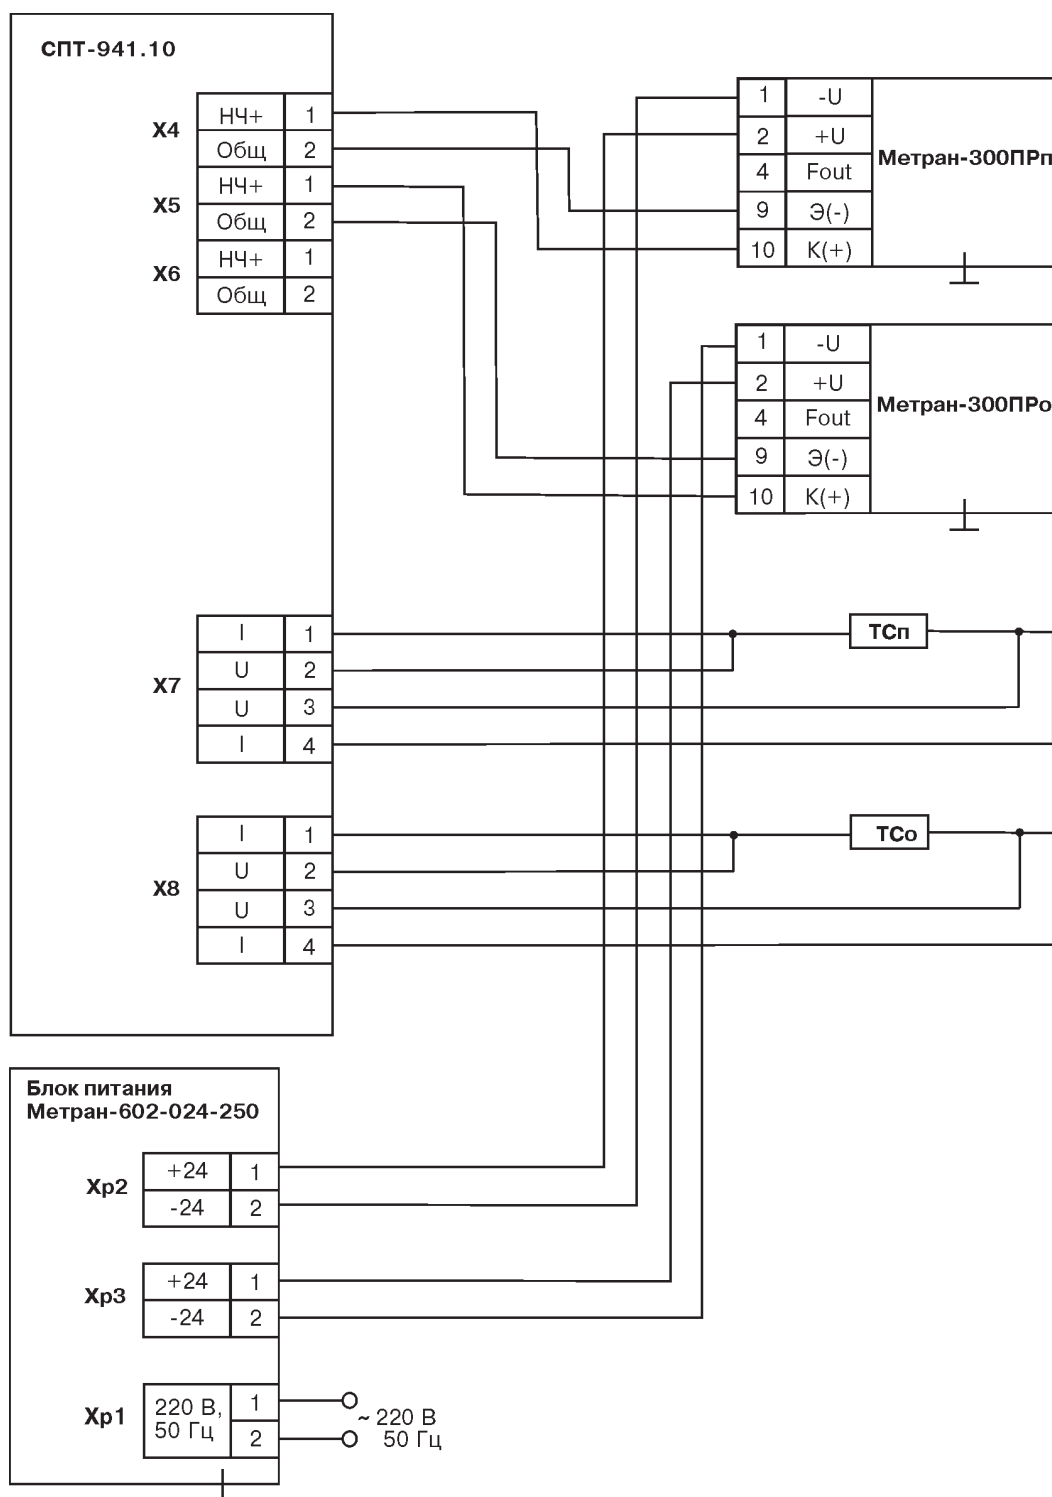 СПТ-941.10
X4
НЧ+ 1
Общ 2
X5
НЧ+ 1
Общ 2
X6
НЧ+ 1
Общ 2
1 -U
2 +U
4 Fout
9 Э(-)
10 К(+)
Метран-300ПРп
1 -U
2 +U
4 Fout
9 Э(-)
10 К(+)
Метран-300ПРо
X7
I 1
U 2
U 3
I 4
ТСп
X8
I 1
U 2
U 3
I 4
ТСо
Блок питания
Метран-602-024-250
Хр2
+24 1
-24 2
Хр3
+24 1
-24 2
Хр1
220 В,
50 Гц
1
2
~ 220 В
50 Гц